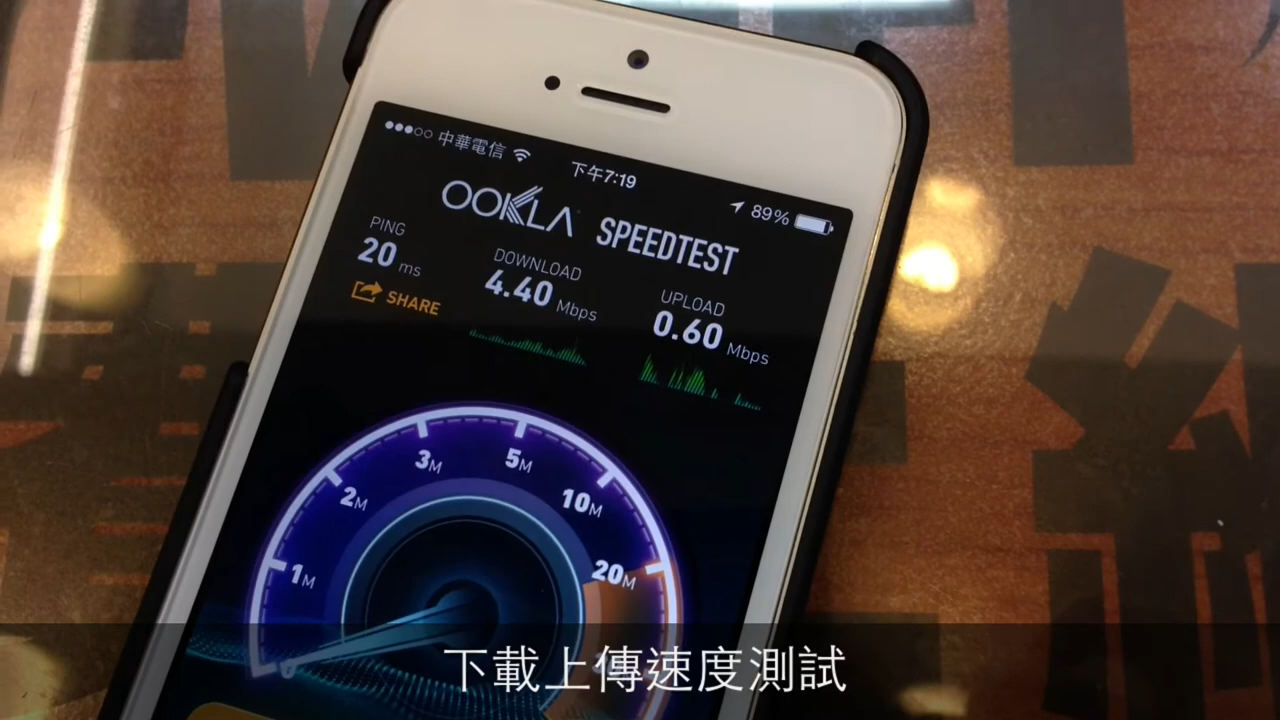 中華電信
下午7:19
89%
OOKLA SPEEDTEST
PING
20 ms
DOWNLOAD
4.40 Mbps
UPLOAD
0.60 Mbps
SHARE
1M
2M
3M
5M
10M
20M
下載上傳速度測試